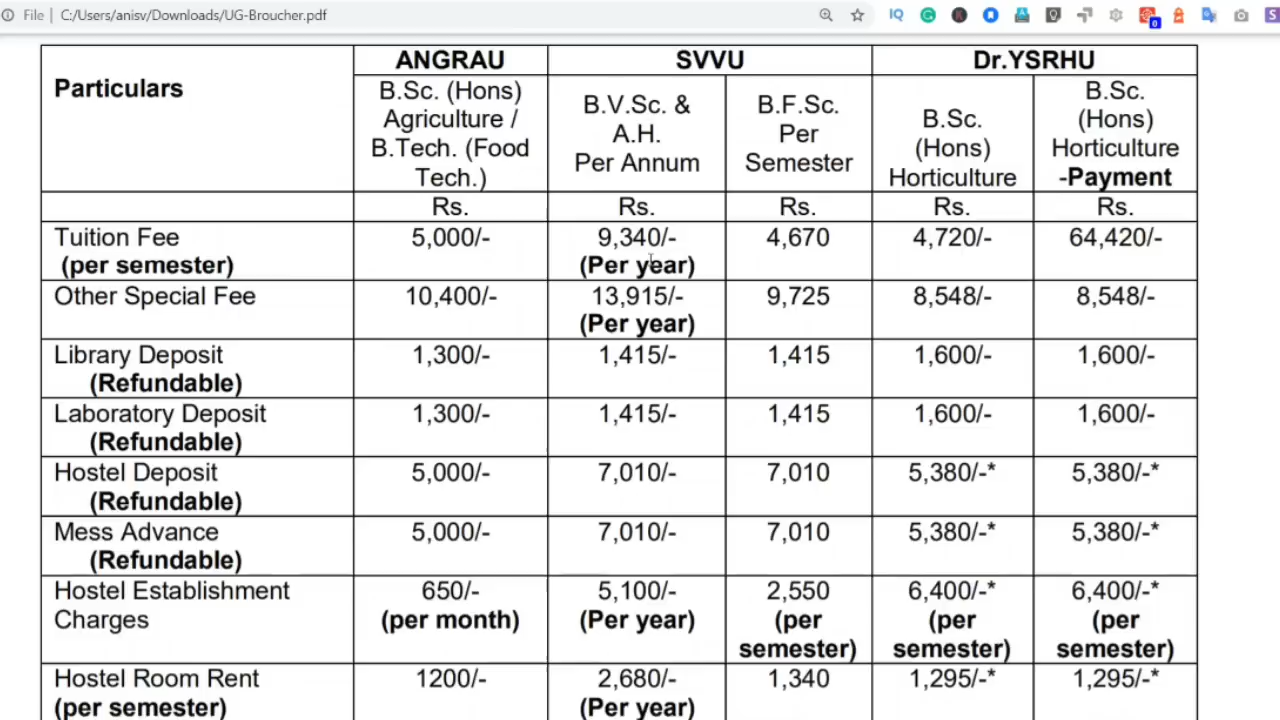 File | C:/Users/anisv/Downloads/UG-Broucher.pdf
Particulars ANGRAU SVVU Dr.YSRHU
B.Sc. (Hons) Agriculture / B.Tech. (Food Tech.) B.V.Sc. & A.H. Per Annum B.F.Sc. Per Semester B.Sc. (Hons) Horticulture B.Sc. (Hons) Horticulture -Payment
Rs. Rs. Rs. Rs. Rs.
Tuition Fee 5,000/- 9,340/- 4,670 4,720/- 64,420/-
(per semester) (Per year)
Other Special Fee 10,400/- 13,915/- 9,725 8,548/- 8,548/-
(Per year)
Library Deposit 1,300/- 1,415/- 1,415 1,600/- 1,600/-
(Refundable)
Laboratory Deposit 1,300/- 1,415/- 1,415 1,600/- 1,600/-
(Refundable)
Hostel Deposit 5,000/- 7,010/- 7,010 5,380/-* 5,380/-*
(Refundable)
Mess Advance 5,000/- 7,010/- 7,010 5,380/-* 5,380/-*
(Refundable)
Hostel Establishment 650/- 5,100/- 2,550 6,400/-* 6,400/-*
Charges (per month) (Per year) (per (per (per
semester) semester) semester)
Hostel Room Rent 1200/- 2,680/- 1,340 1,295/-* 1,295/-*
(per semester) (Per year)